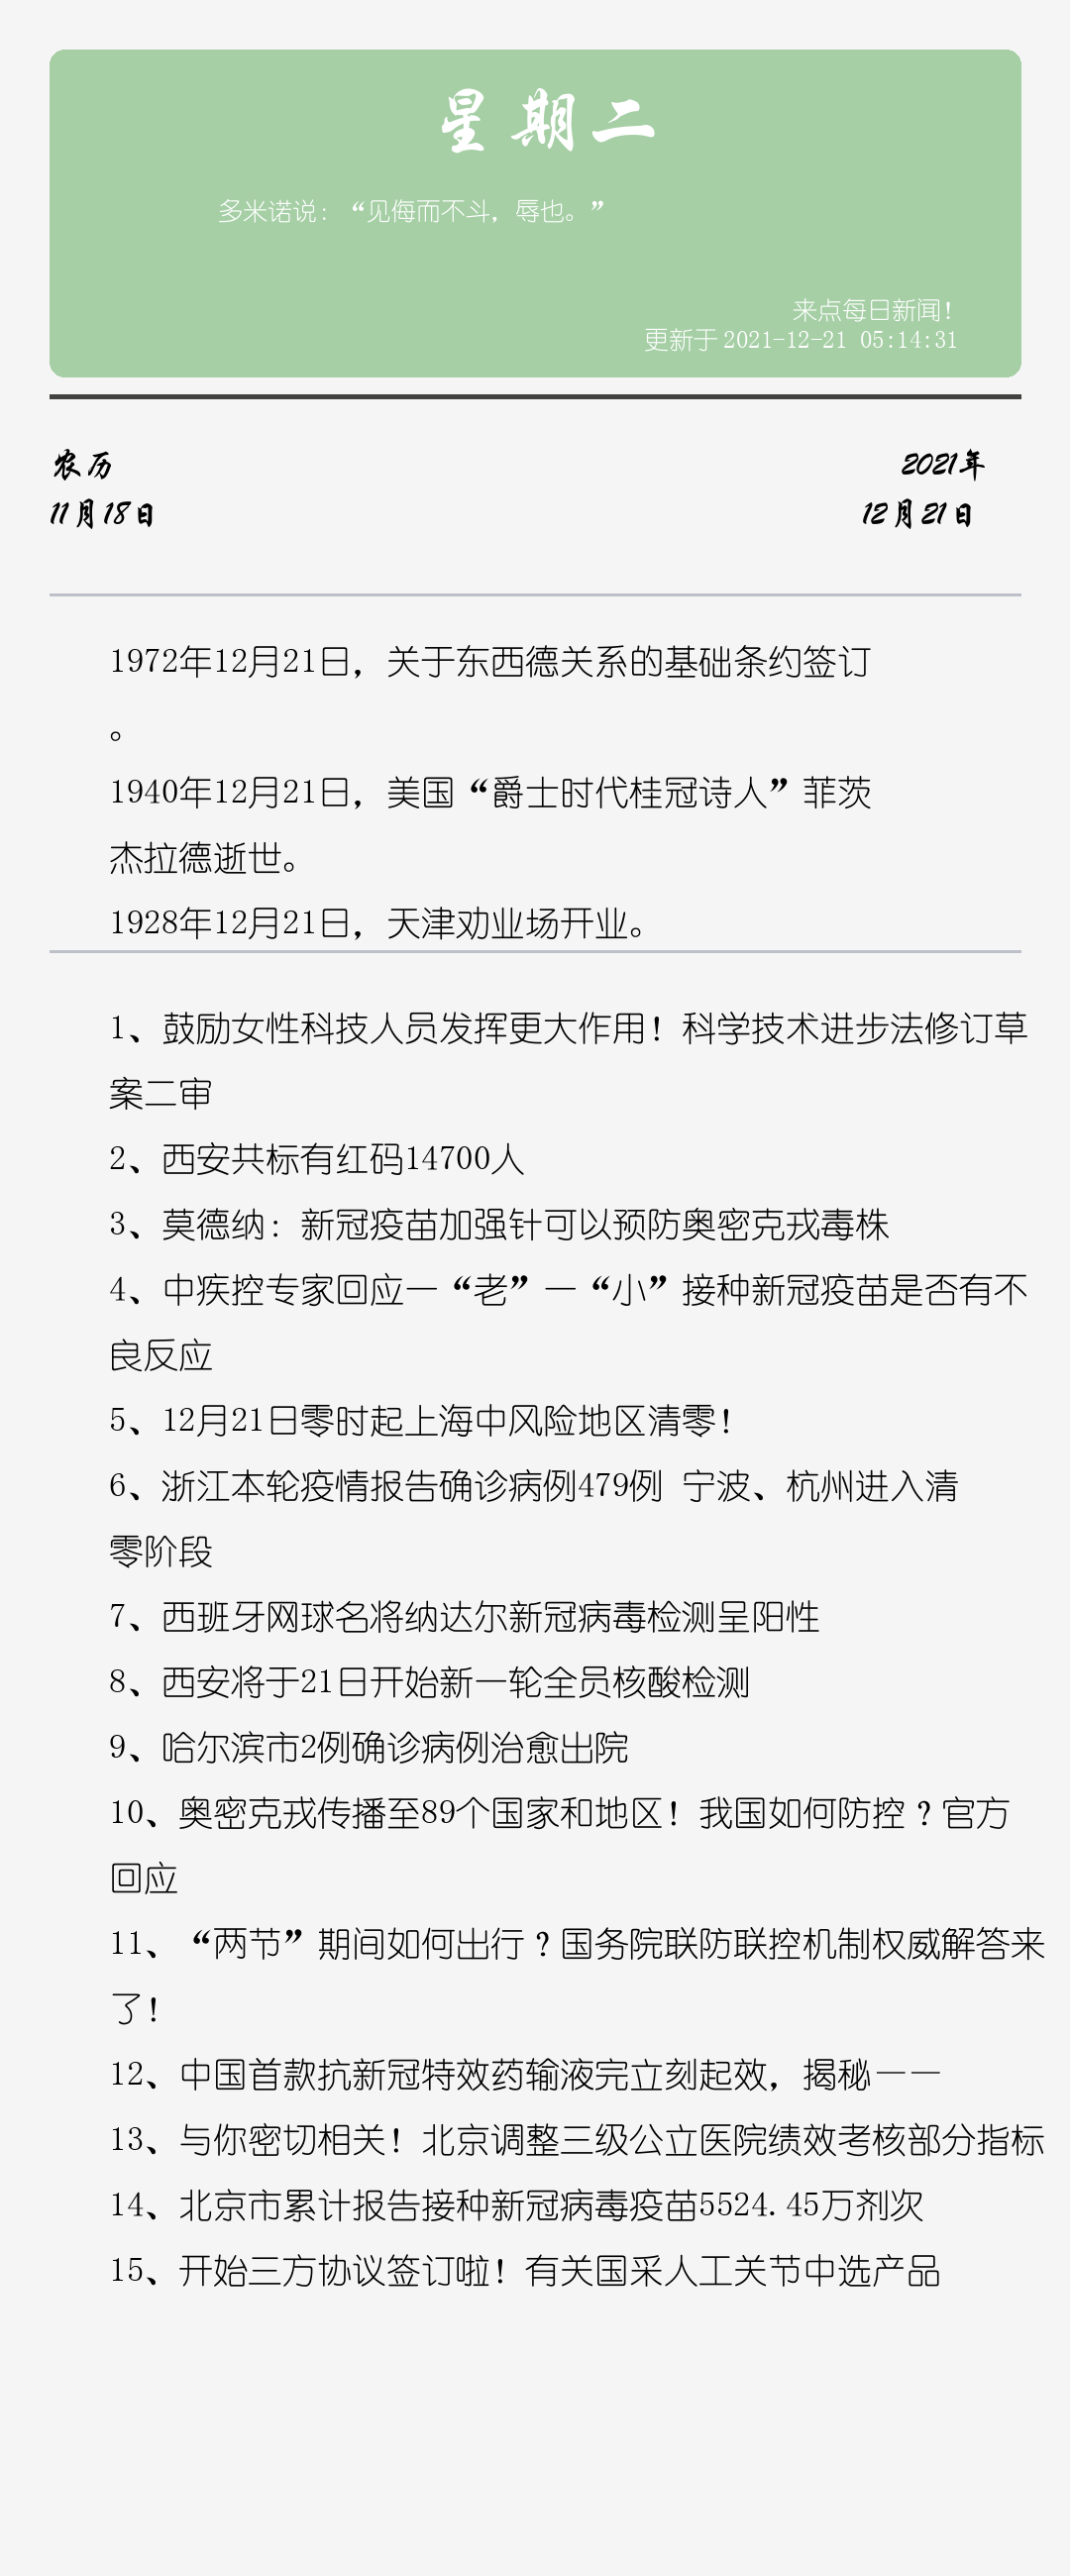 星期二
多米诺说：“见侮而不斗，辱也。”
来点每日新闻！
更新于2021-12-21 05:14:31
农历
2021年
11月18日
12月21日
1972年12月21日，关于东西德关系的基础条约签订
。
1940年12月21日，美国“爵士时代桂冠诗人”菲茨
杰拉德逝世。
1928年12月21日，天津劝业场开业。
1、鼓励女性科技人员发挥更大作用！科学技术进步法修订草
案二审
2、西安共标有红码14700人
3、莫德纳：新冠疫苗加强针可以预防奥密克戎毒株
4、中疾控专家回应一“老”一“小”接种新冠疫苗是否有不
良反应
5、12月21日零时起上海中风险地区清零！
6、浙江本轮疫情报告确诊病例479例 宁波、杭州进入清
零阶段
7、西班牙网球名将纳达尔新冠病毒检测呈阳性
8、西安将于21日开始新一轮全员核酸检测
9、哈尔滨市2例确诊病例治愈出院
10、奥密克戎传播至89个国家和地区！我国如何防控？官方
回应
11、“两节”期间如何出行？国务院联防联控机制权威解答来
了！
12、中国首款抗新冠特效药输液完立刻起效，揭秘——
13、与你密切相关！北京调整三级公立医院绩效考核部分指标
14、北京市累计报告接种新冠病毒疫苗5524.45万剂次
15、开始三方协议签订啦！有关国采人工关节中选产品